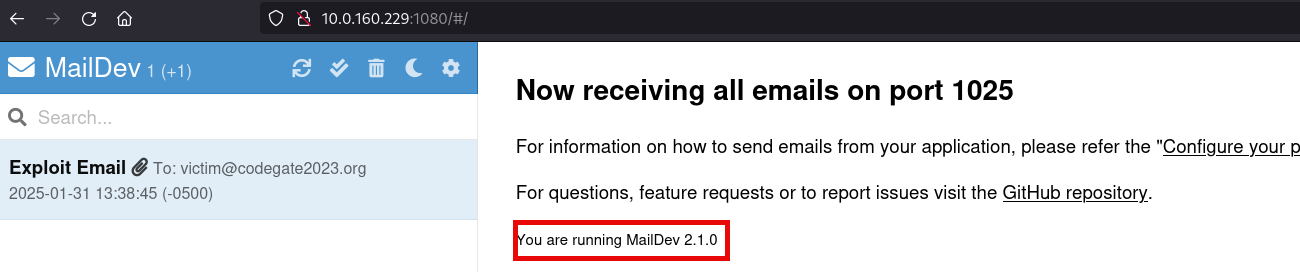 10.0.160.229:1080/#/
MailDev 1 (+1)
Search...
Exploit Email To: victim@codegate2023.org
2025-01-31 13:38:45 (-0500)
Now receiving all emails on port 1025
For information on how to send emails from your application, please refer the "Configure your p
For questions, feature requests or to report issues visit the GitHub repository.
You are running MailDev 2.1.0